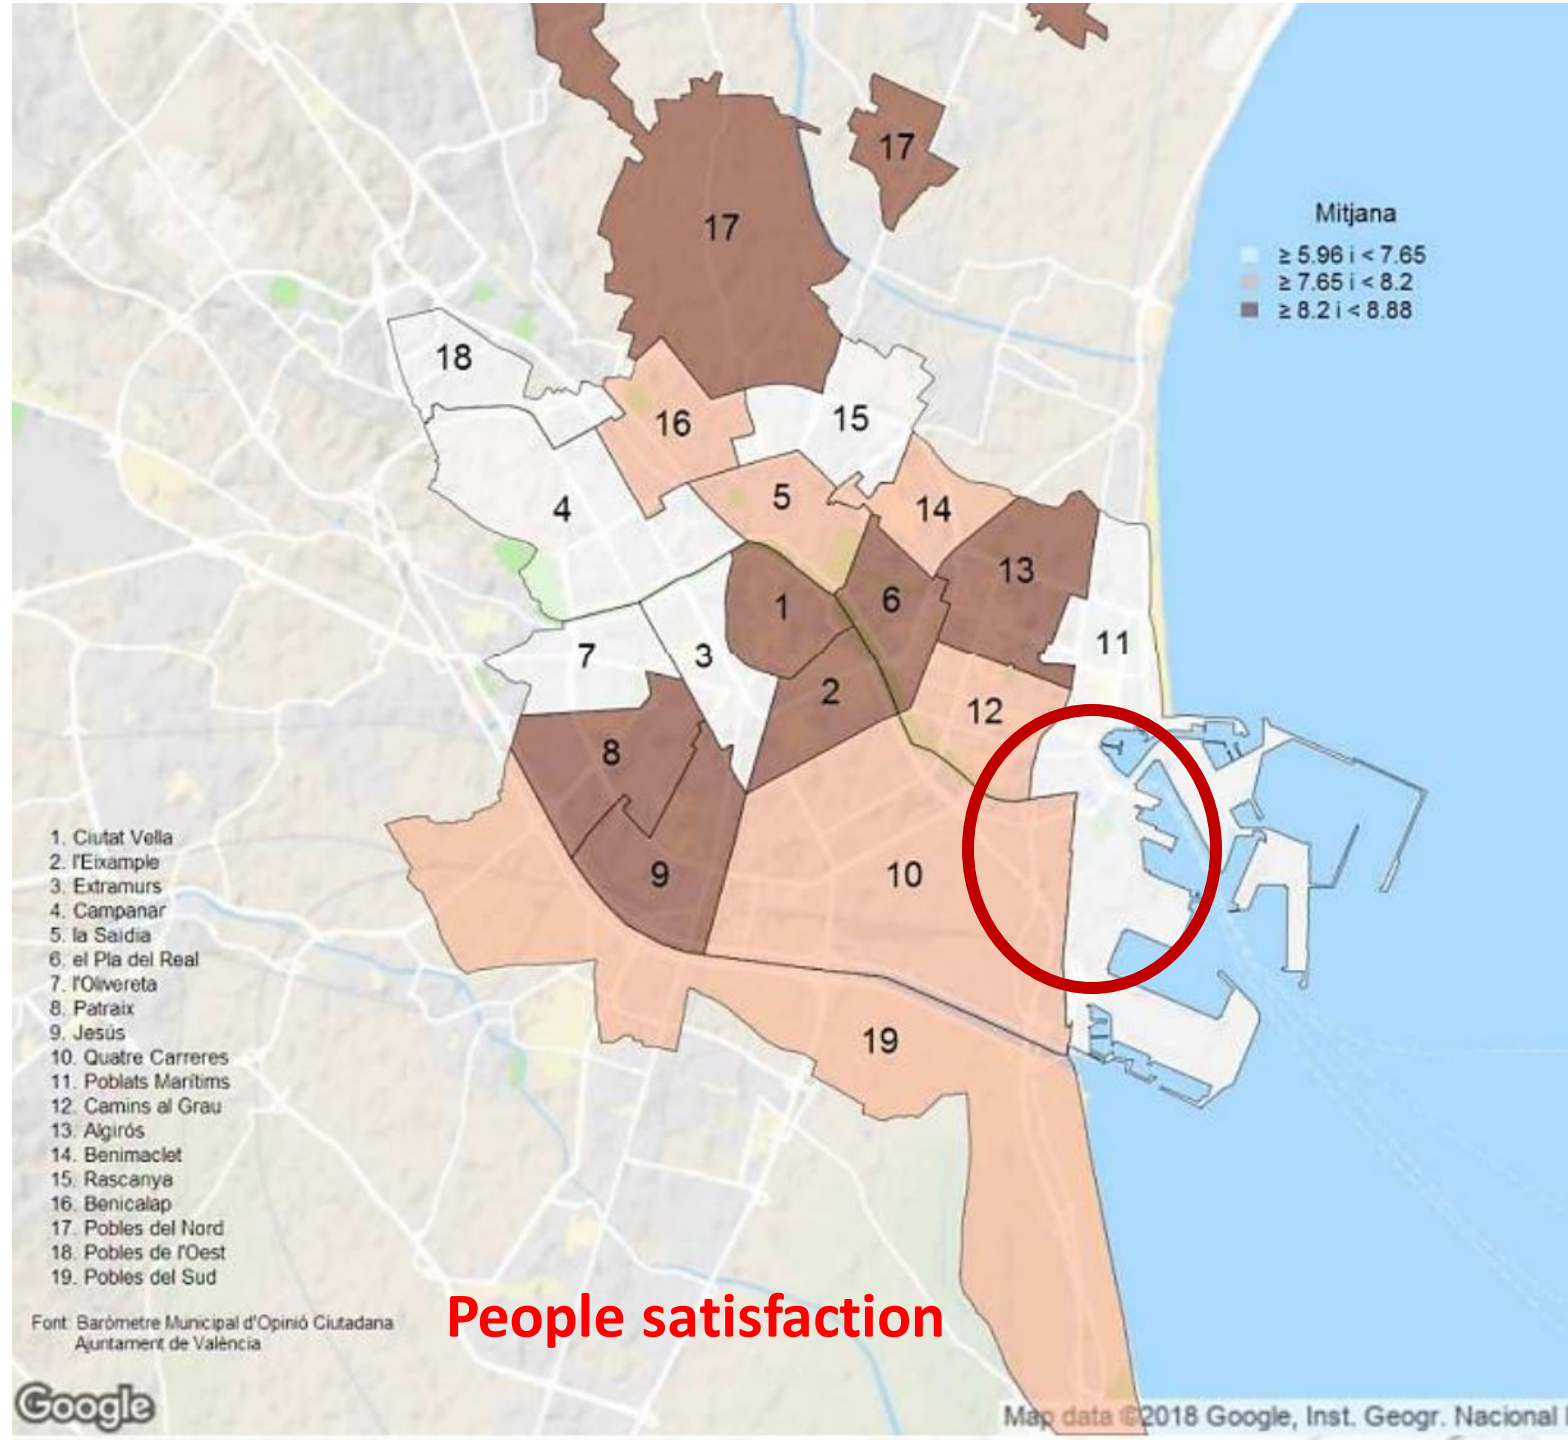 17
17
Mitjana
≥ 5.96 i < 7.65
≥ 7.65 i < 8.2
≥ 8.2 i < 8.88
18
16
15
4
5
14
13
1
6
7
3
11
2
12
8
9
10
19
1. Ciutat Vella
2. l'Eixample
3. Extramurs
4. Campanar
5. la Saïdia
6. el Pla del Real
7. l'Olivereta
8. Patraix
9. Jesús
10. Quatre Carreres
11. Poblats Marítims
12. Camins al Grau
13. Algirós
14. Benimaclet
15. Rascanya
16. Benicalap
17. Pobles del Nord
18. Pobles de l'Oest
19. Pobles del Sud
Font: Baròmetre Municipal d'Opinió Ciutadana
Ajuntament de València
People satisfaction
Google
Map data ©2018 Google, Inst. Geogr. Nacional